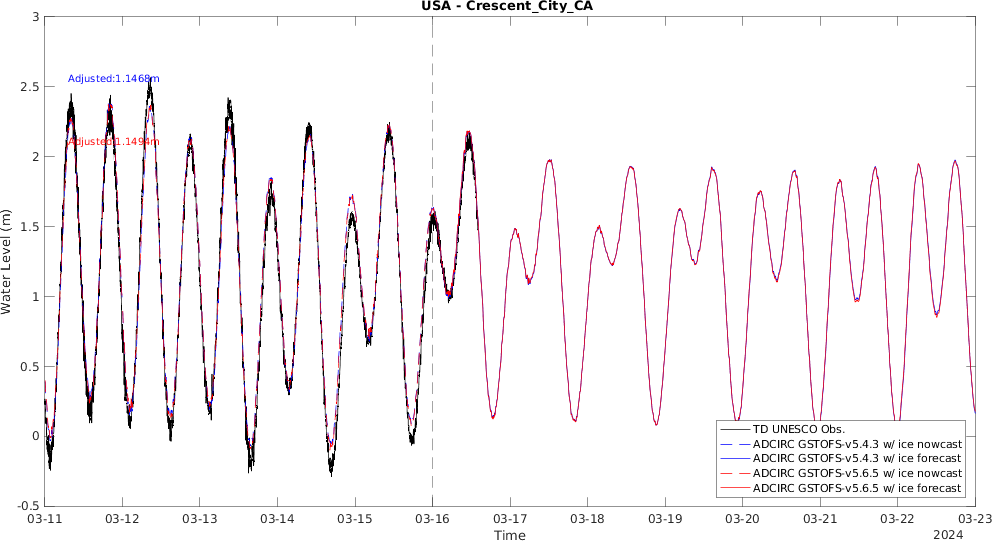 USA - Crescent_City_CA
3
2.5
2
1.5
1
0.5
0
-0.5
Water Level (m)
Adjusted:1.1468m
Adjusted:1.1494m
TD UNESCO Obs.
ADCIRC GSTOFS-v5.4.3 w/ ice nowcast
ADCIRC GSTOFS-v5.4.3 w/ ice forecast
ADCIRC GSTOFS-v5.6.5 w/ ice nowcast
ADCIRC GSTOFS-v5.6.5 w/ ice forecast
03-11 03-12 03-13 03-14 03-15 03-16 03-17 03-18 03-19 03-20 03-21 03-22 03-23
Time
2024